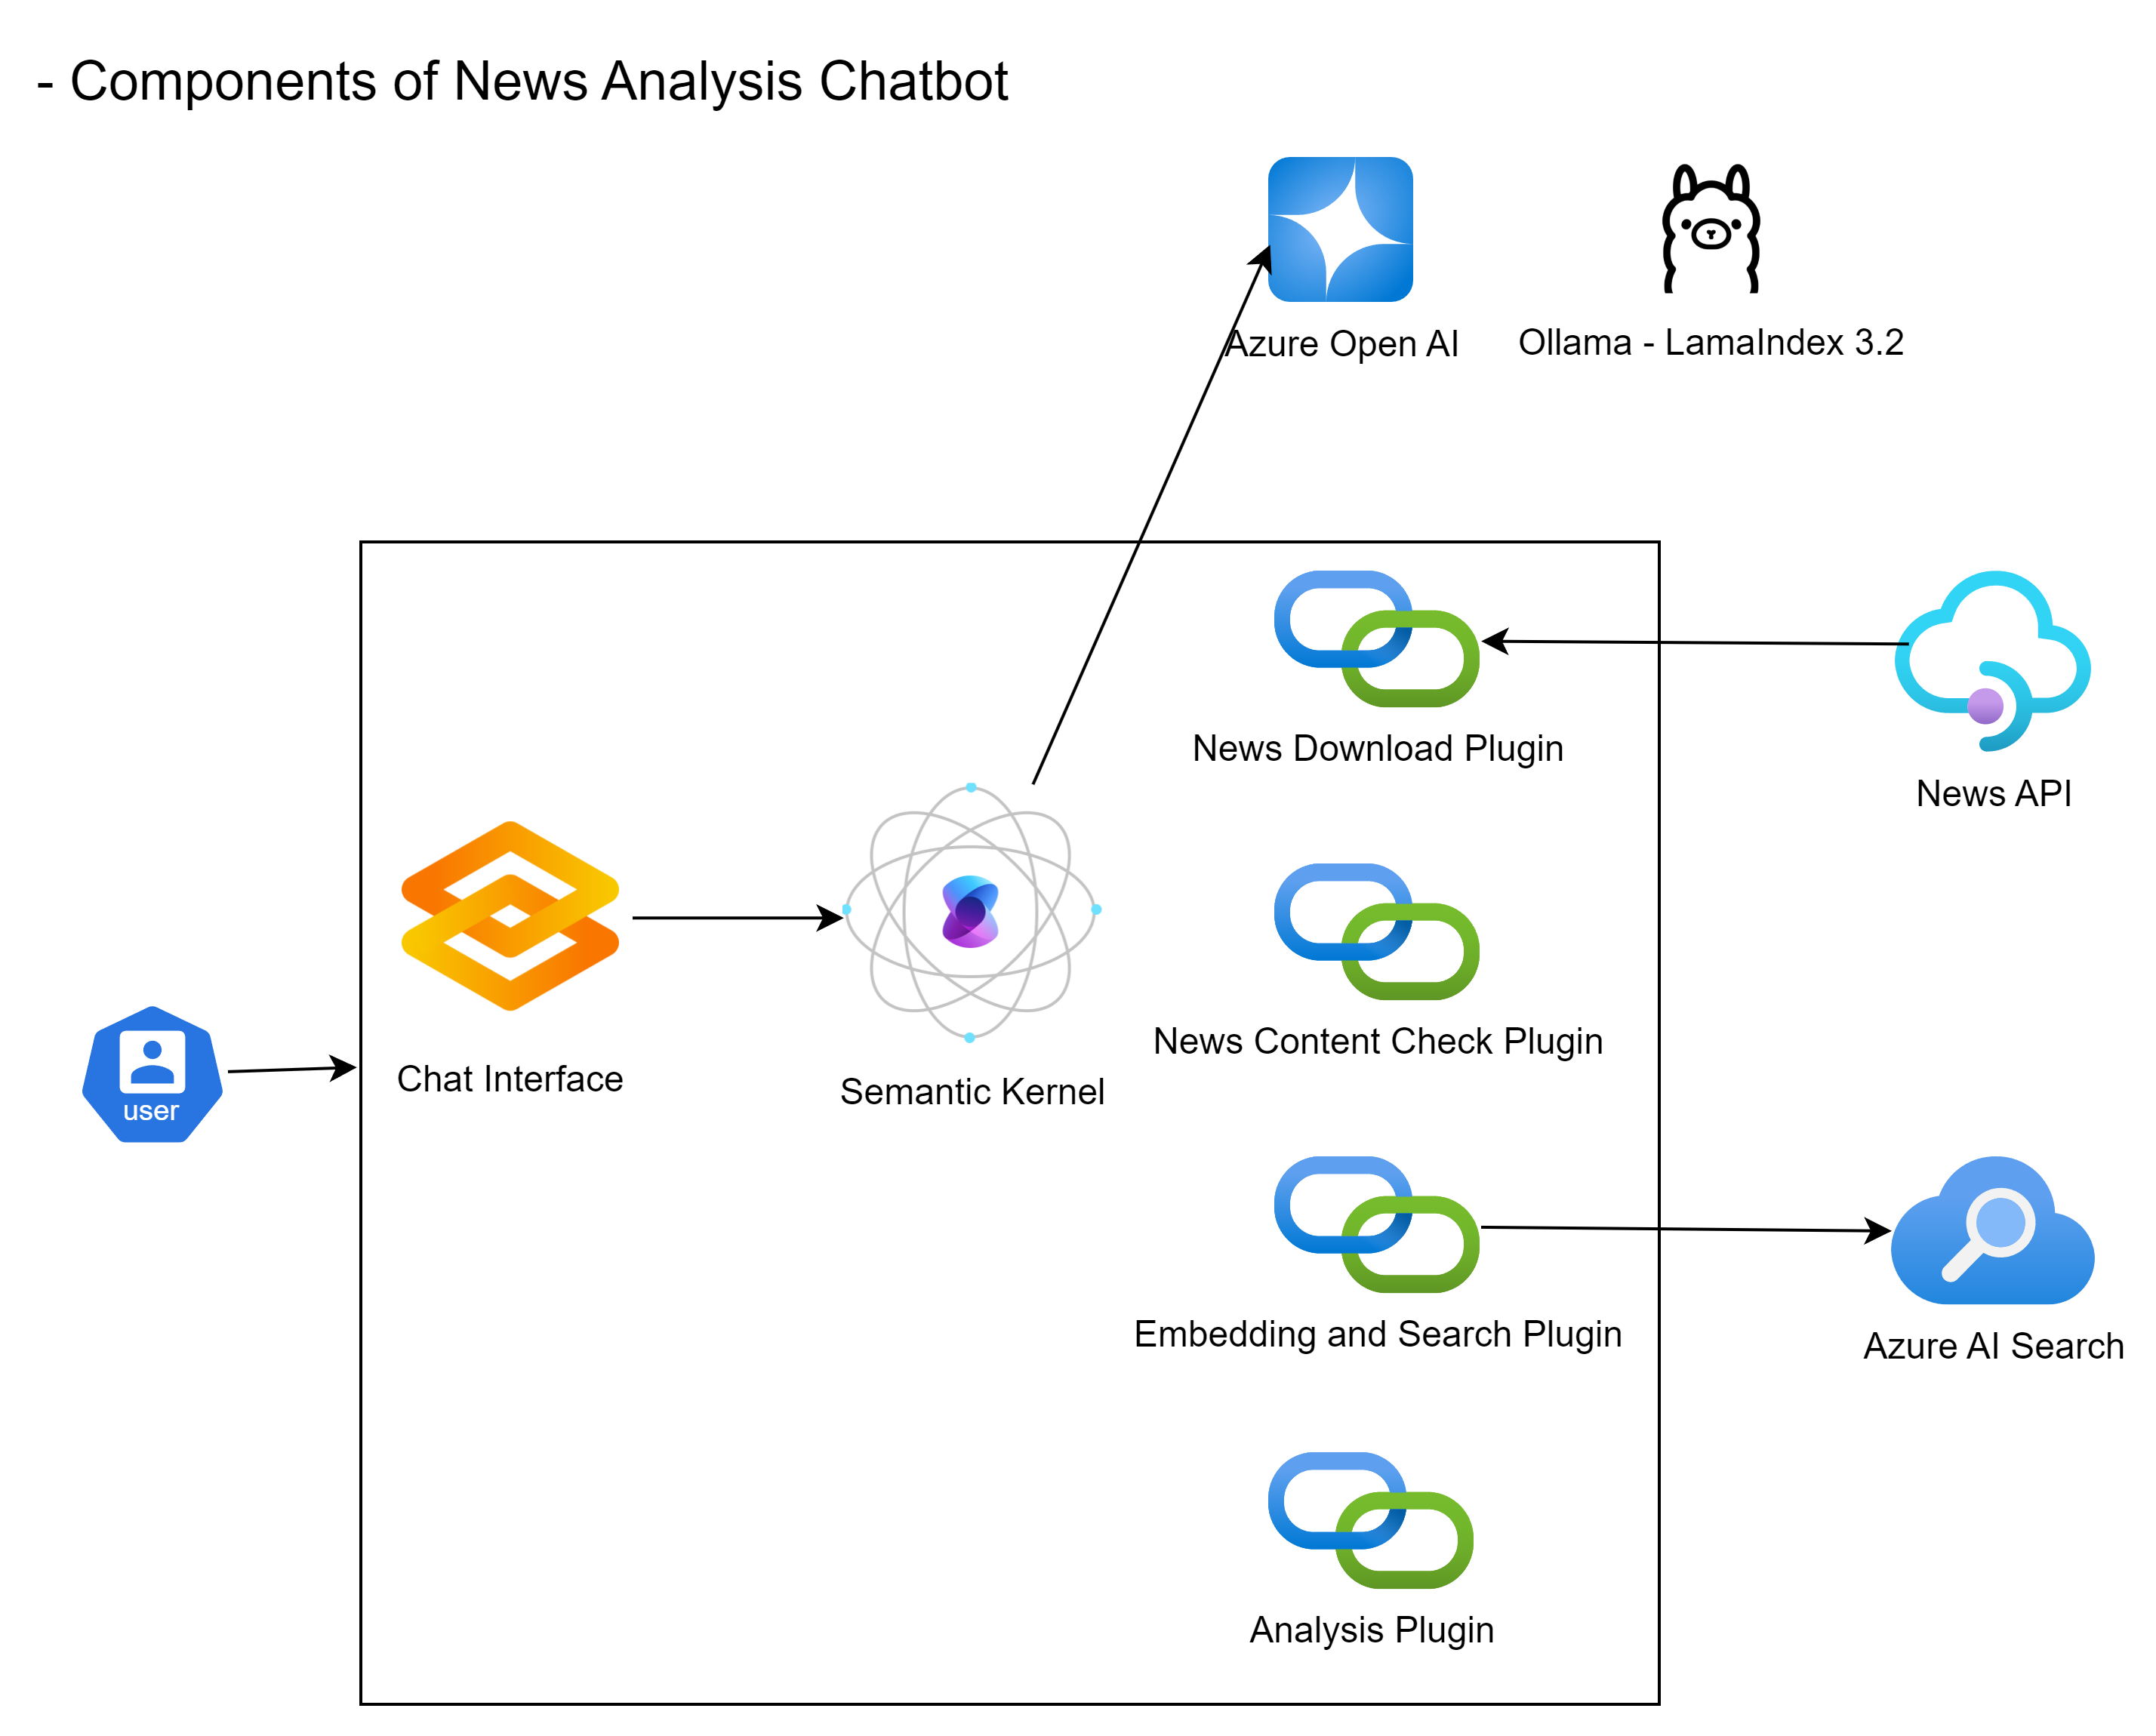 - Components of News Analysis Chatbot
Azure Open AI
Ollama - LamaIndex 3.2
News Download Plugin
News API
News Content Check Plugin
Chat Interface
Semantic Kernel
user
Embedding and Search Plugin
Azure AI Search
Analysis Plugin